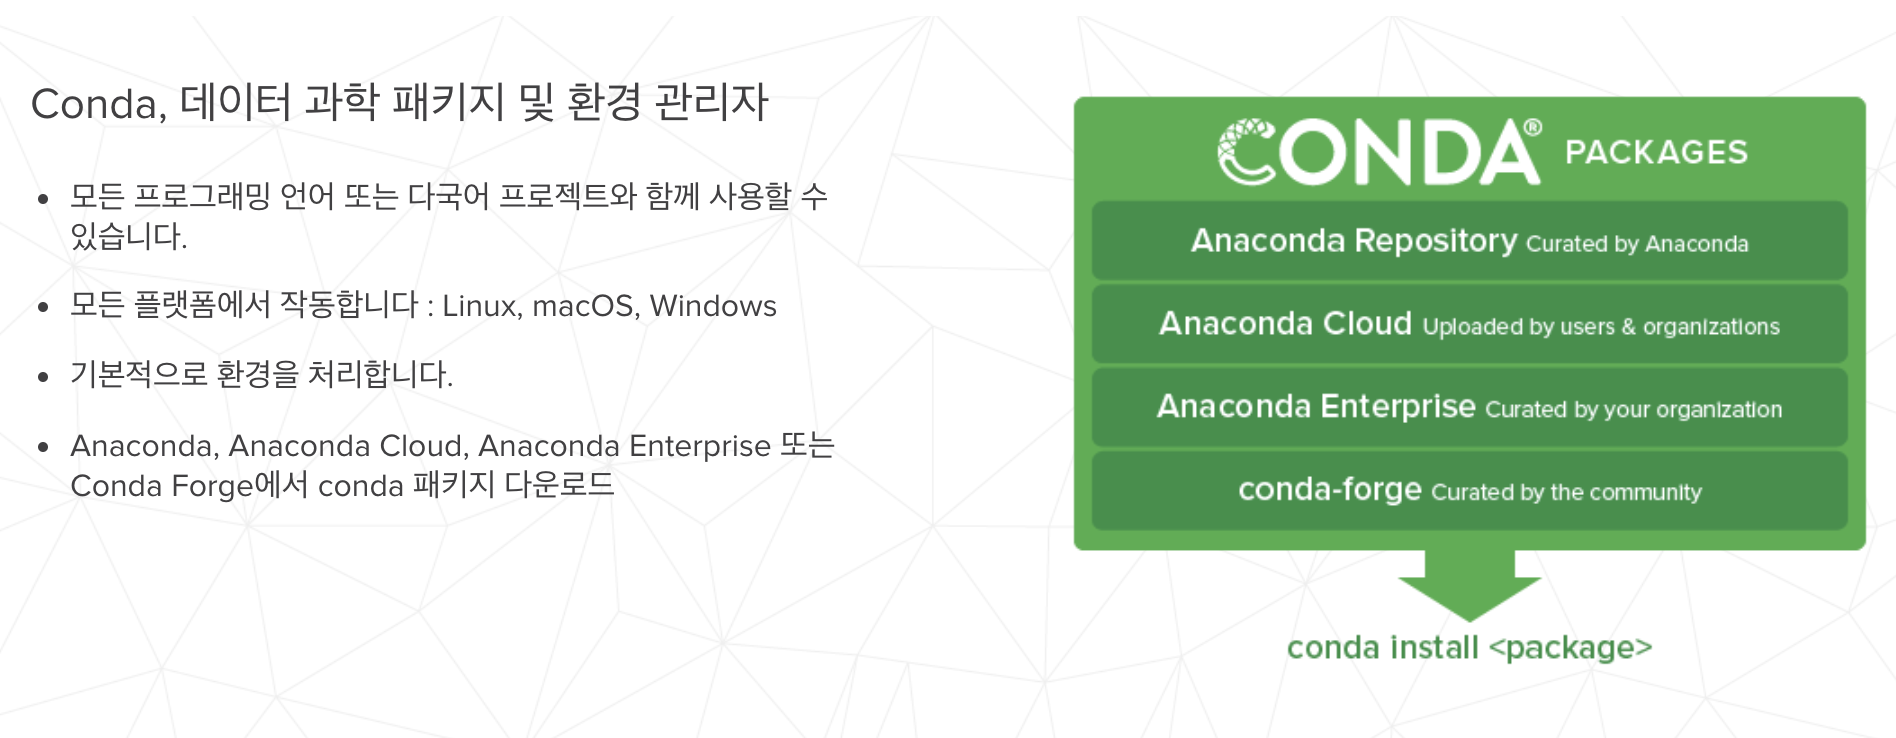 Conda, 데이터 과학 패키지 및 환경 관리자
• 모든 프로그래밍 언어 또는 다국어 프로젝트와 함께 사용할 수
있습니다.
• 모든 플랫폼에서 작동합니다 : Linux, macOS, Windows
• 기본적으로 환경을 처리합니다.
• Anaconda, Anaconda Cloud, Anaconda Enterprise 또는
Conda Forge에서 conda 패키지 다운로드
CONDA® PACKAGES
Anaconda Repository Curated by Anaconda
Anaconda Cloud Uploaded by users & organizations
Anaconda Enterprise Curated by your organization
conda-forge Curated by the community
conda install <package>